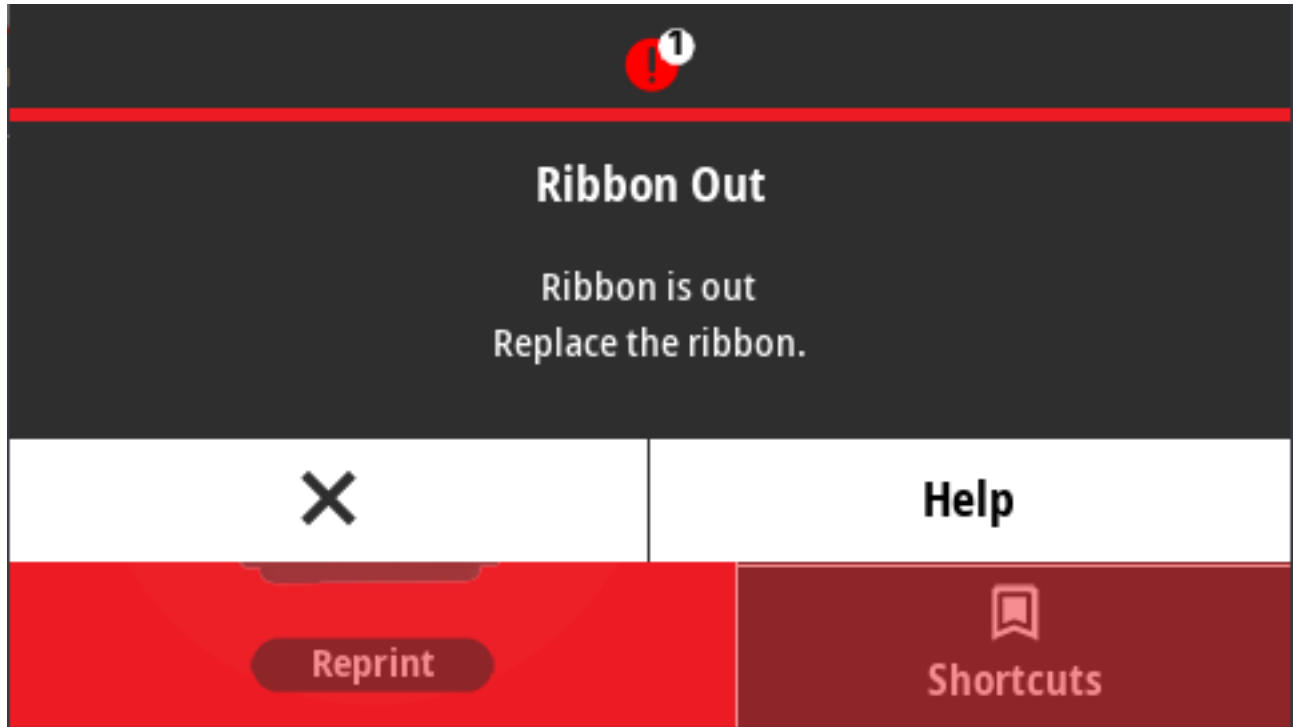 1
Ribbon Out
Ribbon is out
Replace the ribbon.
Help
Reprint
Shortcuts